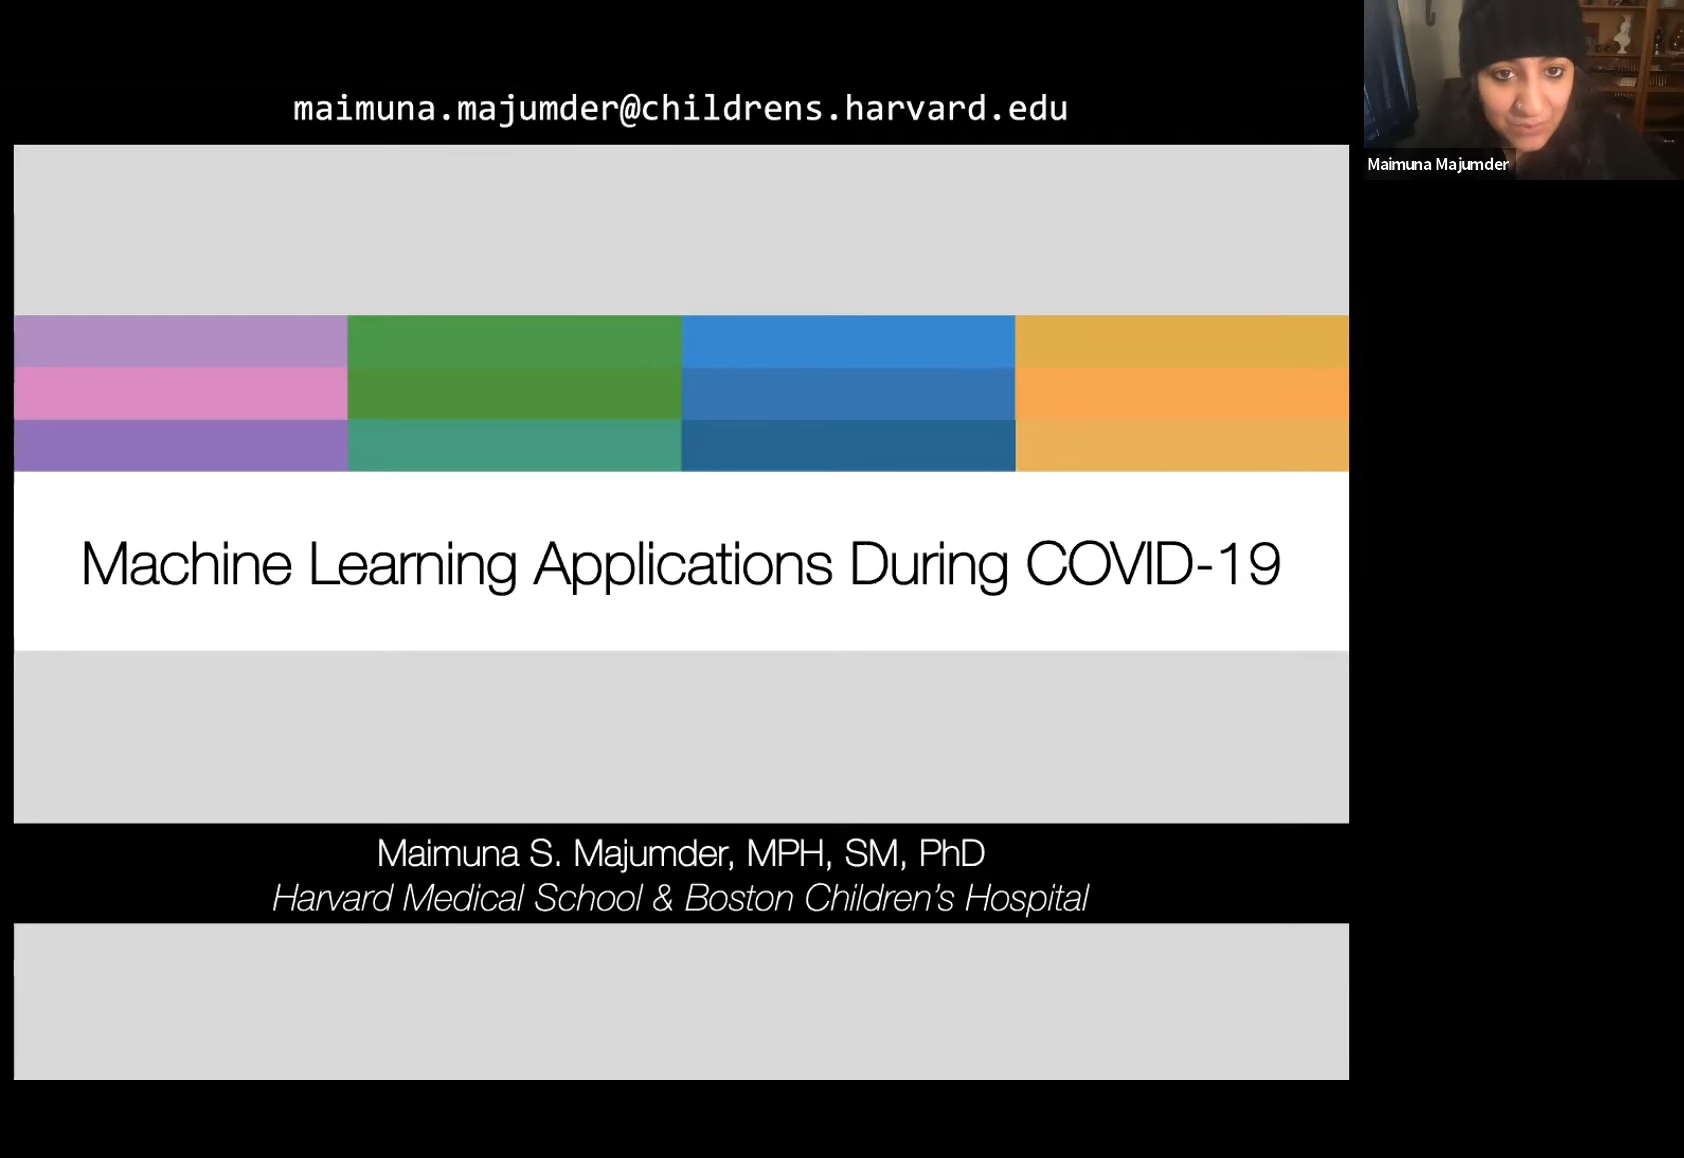 maimuna.majumder@childrens.harvard.edu
Maimuna Majumder
Machine Learning Applications During COVID-19
Maimuna S. Majumder, MPH, SM, PhD
Harvard Medical School & Boston Children's Hospital